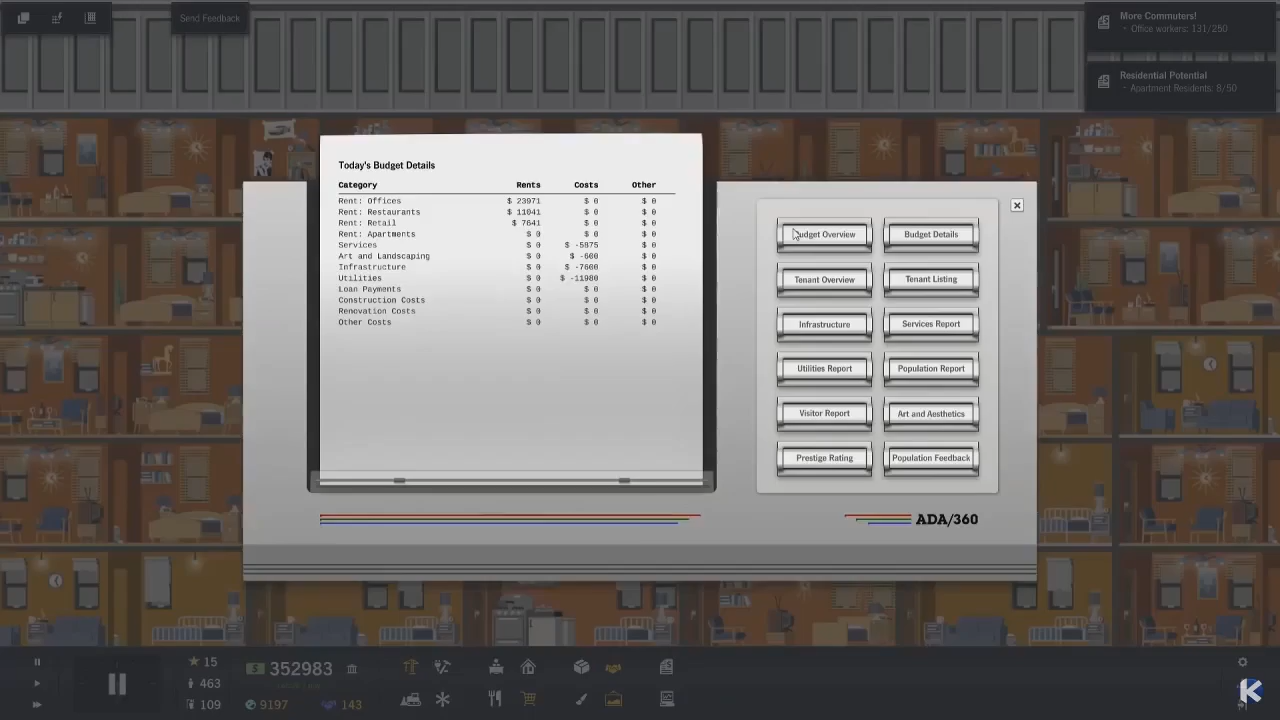 Send Feedback
More Commuters!
- Office workers: 131/250
Residential Potential
- Apartment Residents: 8/50
Today's Budget Details
Category Rents Costs Other
Rent: Offices $ 23971 $ 0 $ 0
Rent: Restaurants $ 11041 $ 0 $ 0
Rent: Retail $ 7641 $ 0 $ 0
Rent: Apartments $ 0 $ 0 $ 0
Services $ 0 $ -5875 $ 0
Art and Landscaping $ 0 $ -600 $ 0
Infrastructure $ 0 $ -7600 $ 0
Utilities $ 0 $ -11980 $ 0
Loan Payments $ 0 $ 0 $ 0
Construction Costs $ 0 $ 0 $ 0
Renovation Costs $ 0 $ 0 $ 0
Other Costs $ 0 $ 0 $ 0
Budget Overview
Budget Details
Tenant Overview
Tenant Listing
Infrastructure
Services Report
Utilities Report
Population Report
Visitor Report
Art and Aesthetics
Prestige Rating
Population Feedback
ADA/360
15
463
109
352983
9197
143
K